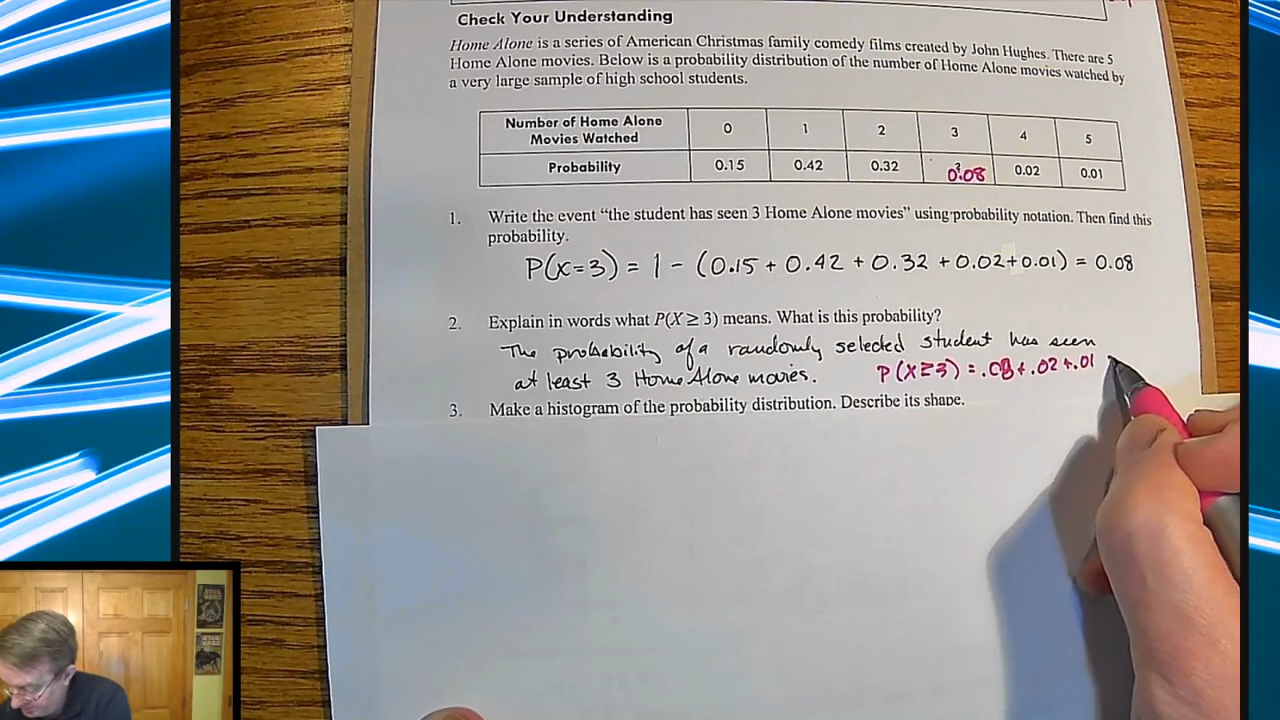 Check Your Understanding
Home Alone is a series of American Christmas family comedy films created by John Hughes. There are 5
Home Alone movies. Below is a probability distribution of the number of Home Alone movies watched by
a very large sample of high school students.
Number of Home Alone Movies Watched 0 1 2 3 4 5
Probability 0.15 0.42 0.32 0.08 0.02 0.01
1. Write the event “the student has seen 3 Home Alone movies” using probability notation. Then find this
probability.
P(X=3) = 1 - (0.15 + 0.42 + 0.32 + 0.02 + 0.01) = 0.08
2. Explain in words what P(X ≥ 3) means. What is this probability?
The probability of a randomly selected student has seen
at least 3 Home Alone movies. P(X≥3) = .08 + .02 + .01
3. Make a histogram of the probability distribution. Describe its shape.
STAR WARS
STAR WARS